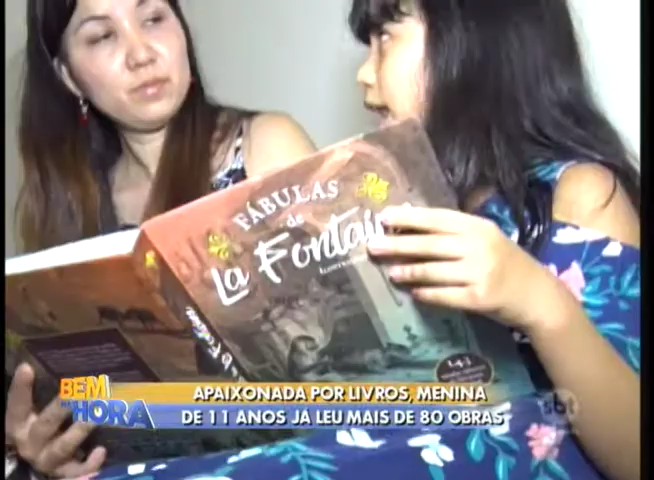 FÁBULAS
de
La Fontaine
BEM
NA HORA
APAIXONADA POR LIVROS, MENINA
DE 11 ANOS JÁ LEU MAIS DE 80 OBRAS
sbt